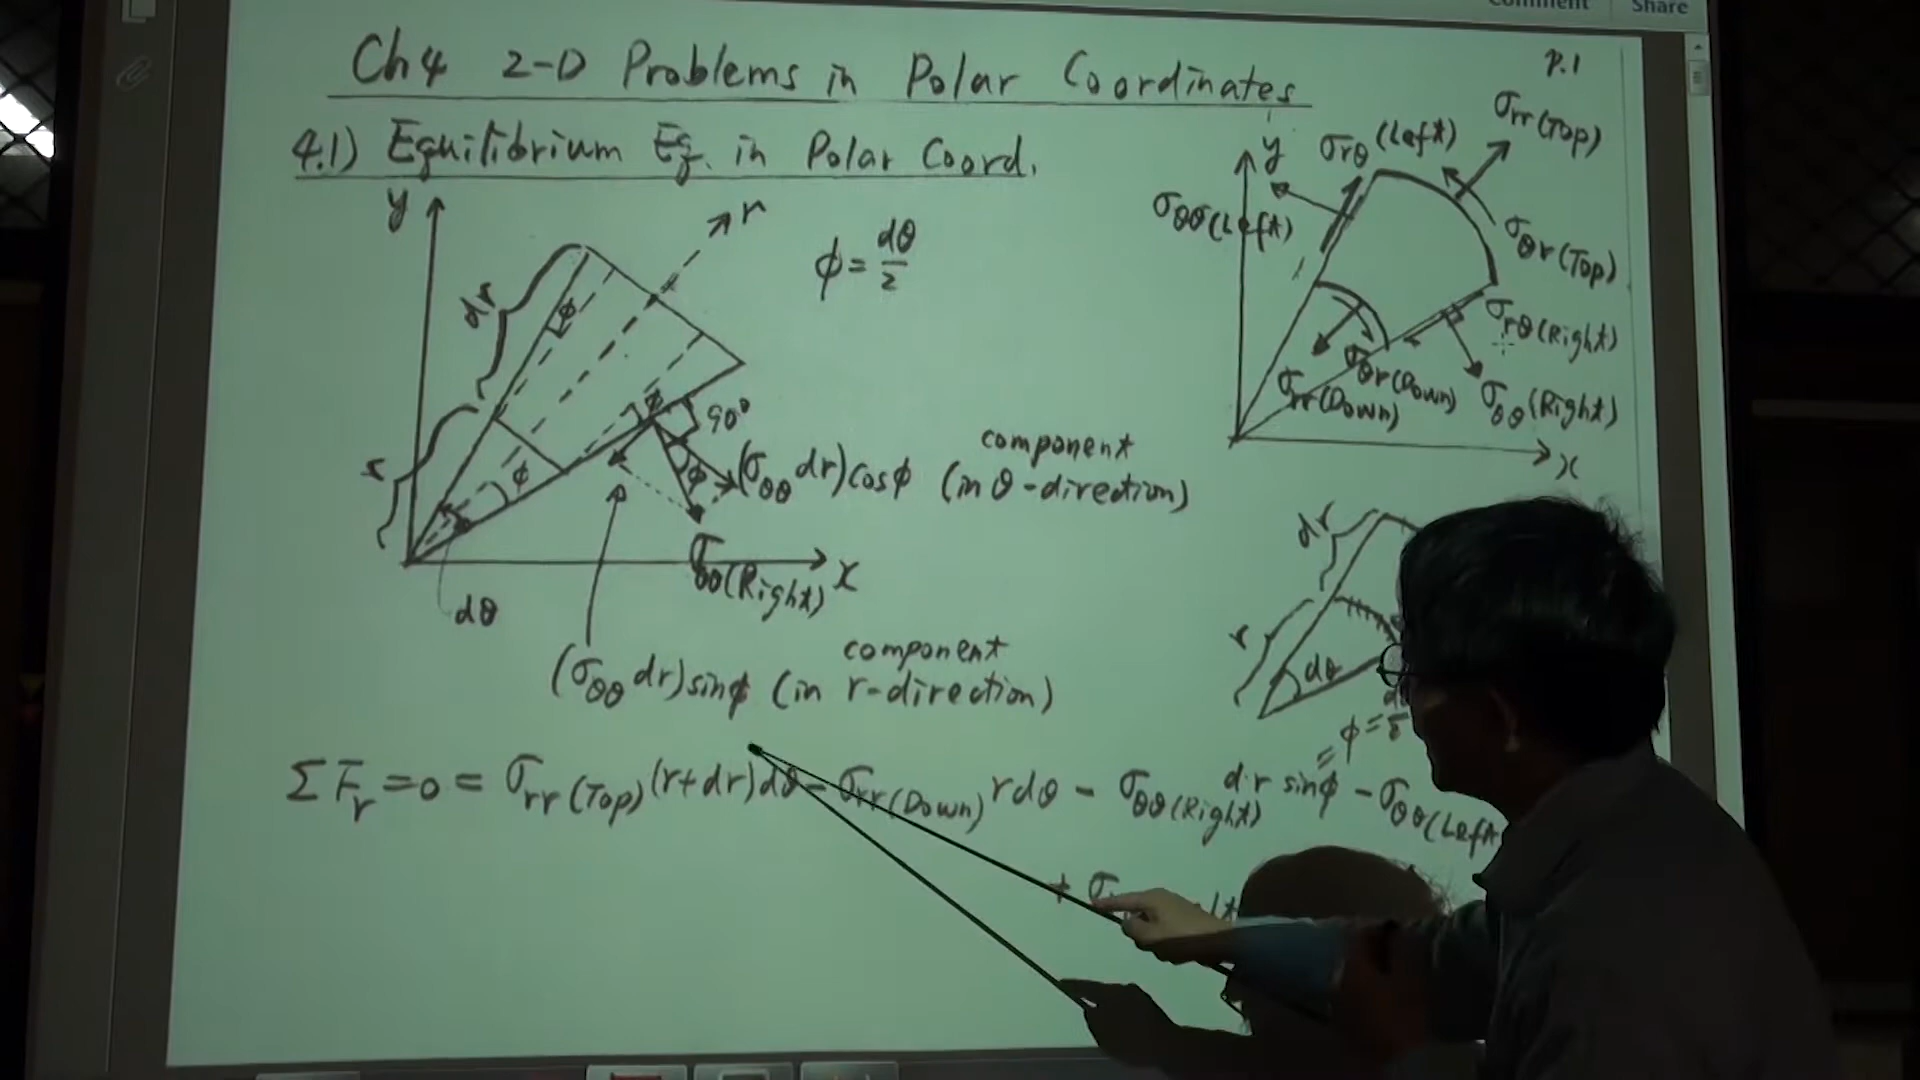 Comment Share
p.1
Ch4 2-D Problems in Polar Coordinates
4.1) Equilibrium Eq. in Polar Coord.
y
r
φ = dθ/2
dr
φ
φ
90°
r
φ
φ
(σθθ dr)cosφ
component
(in θ-direction)
σθθ(Right)
x
dθ
(σθθ dr)sinφ
component
(in r-direction)
y
σrθ(Left)
σrr(Top)
σθθ(Left)
σθr(Top)
σrθ(Right)
σθr(Down)
σrr(Down)
σθθ(Right)
x
dr
r
dθ
φ =
ΣFr = 0 = σrr(Top)(r+dr)dθ - σrr(Down) rdθ - σθθ(Right) dr sinφ - σθθ(Left
+ σ